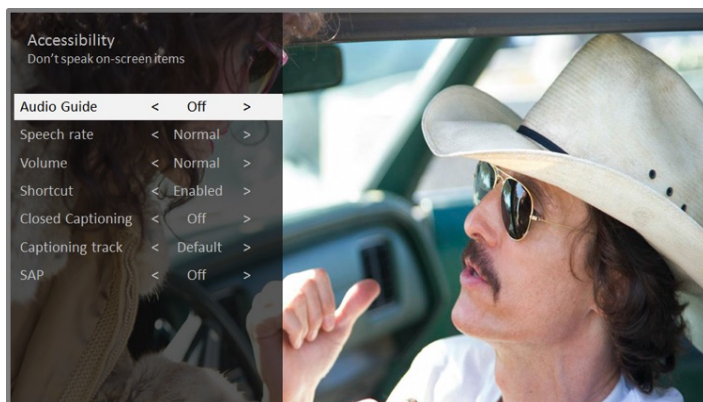 Accessibility
Don't speak on-screen items
Audio Guide < Off >
Speech rate < Normal >
Volume < Normal >
Shortcut < Enabled >
Closed Captioning < Off >
Captioning track < Default >
SAP < Off >